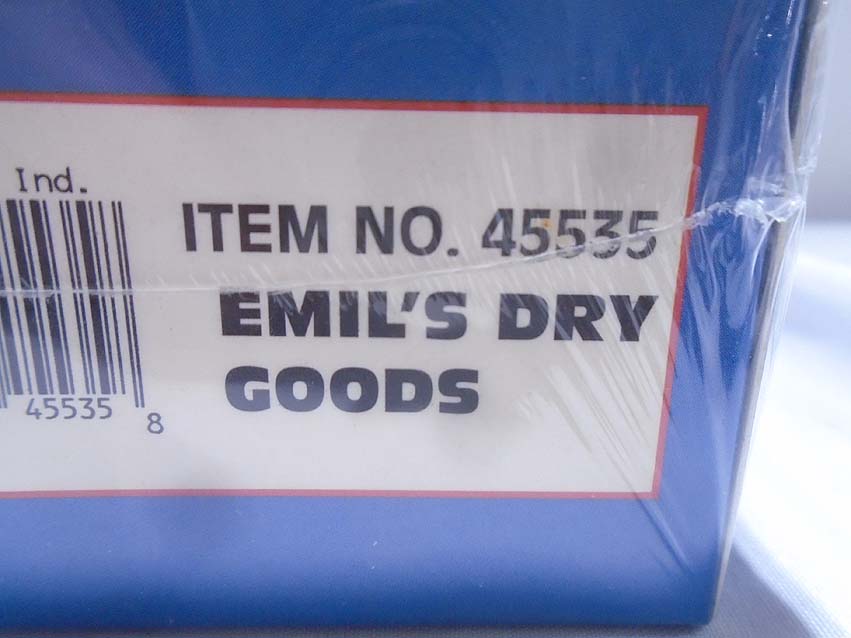 Ind.
ITEM NO. 45535
EMIL'S DRY
GOODS
45535 8